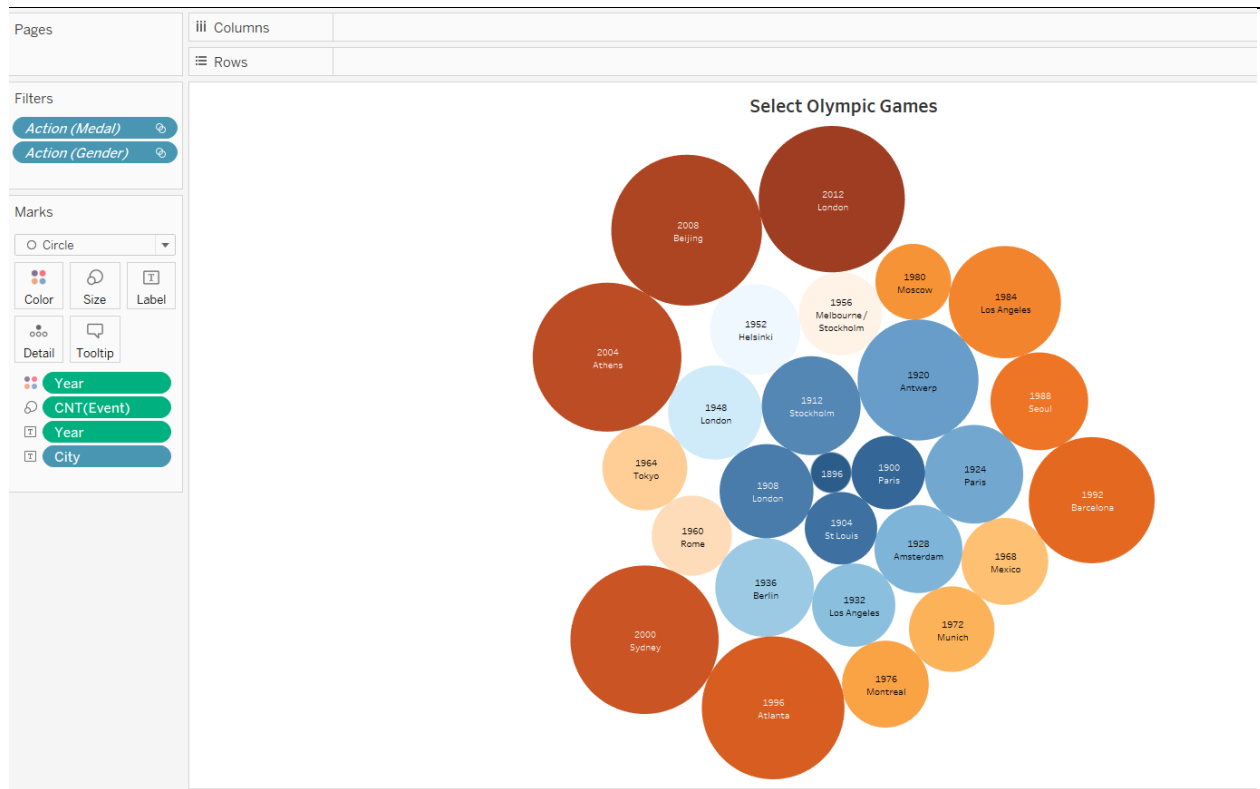 Pages
Columns
Rows
Filters
Action (Medal)
Action (Gender)
Marks
Circle
Color
Size
T
Label
Detail
Tooltip
Year
CNT(Event)
T
Year
T
City
Select Olympic Games
2012
London
2008
Beijing
1980
Moscow
1984
Los Angeles
1956
Melbourne /
Stockholm
1952
Helsinki
2004
Athens
1920
Antwerp
1988
Seoul
1912
Stockholm
1948
London
1964
Tokyo
1896
1900
Paris
1924
Paris
1908
London
1992
Barcelona
1904
St Louis
1960
Rome
1928
Amsterdam
1968
Mexico
1936
Berlin
1932
Los Angeles
1972
Munich
2000
Sydney
1976
Montreal
1996
Atlanta